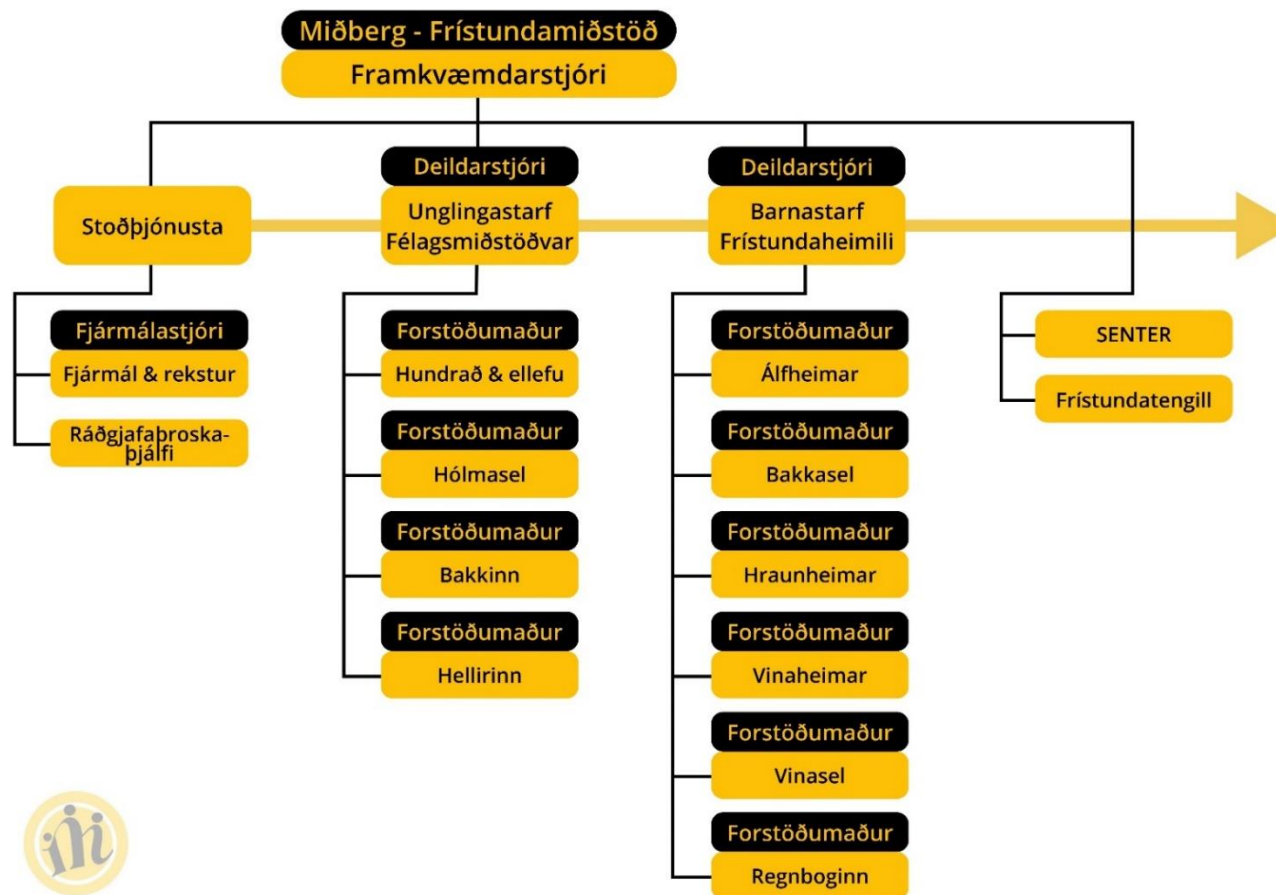 Miðberg - Frístundamiðstöð
Framkvæmdarstjóri
Stoðþjónusta
Fjármálastjóri
Fjármál & rekstur
Ráðgjafaþroska-
þjálfi
Deildarstjóri
Unglingastarf
Félagsmiðstöðvar
Forstöðumaður
Hundrað & ellefu
Forstöðumaður
Hólmasel
Forstöðumaður
Bakkinn
Forstöðumaður
Hellirinn
Deildarstjóri
Barnastarf
Frístundaheimili
Forstöðumaður
Álfheimar
Forstöðumaður
Bakkasel
Forstöðumaður
Hraunheimar
Forstöðumaður
Vinaheimar
Forstöðumaður
Vinasel
Forstöðumaður
Regnboginn
SENTER
Frístundatengill